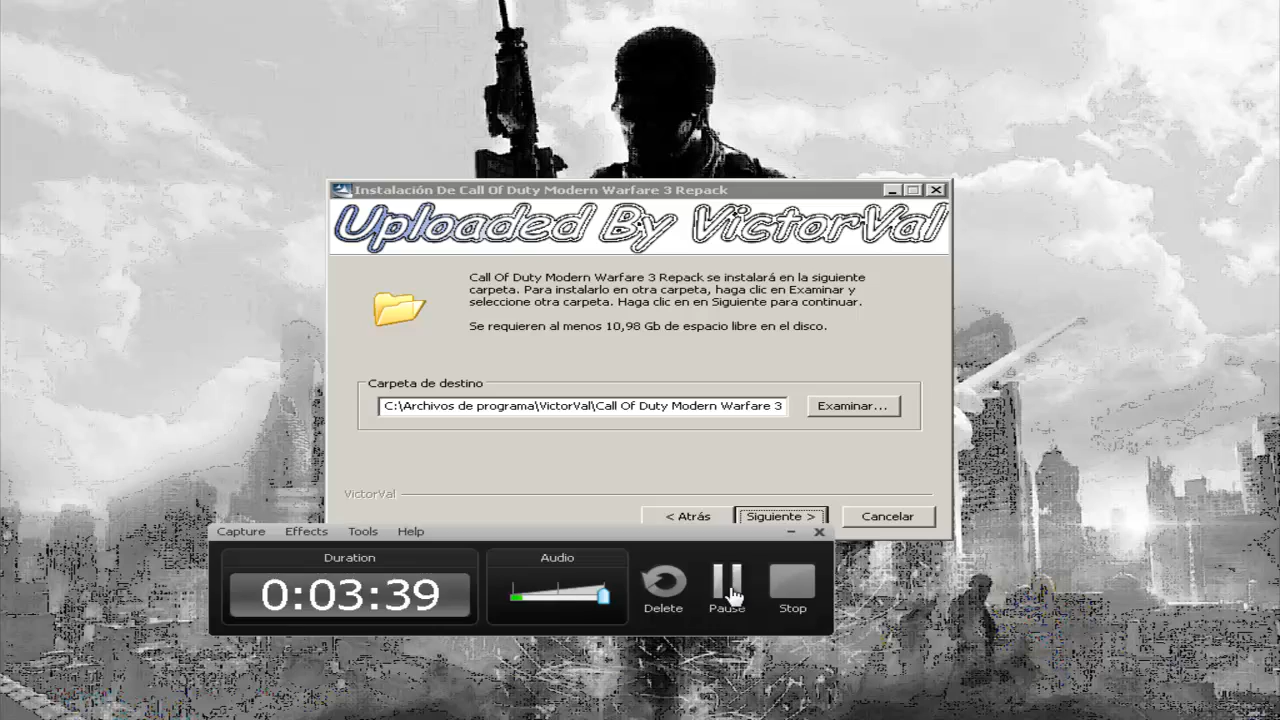 Instalación De Call Of Duty Modern Warfare 3 Repack
Uploaded By VictorVal
Call Of Duty Modern Warfare 3 Repack se instalará en la siguiente
carpeta. Para instalarlo en otra carpeta, haga clic en Examinar y
seleccione otra carpeta. Haga clic en en Siguiente para continuar.
Se requieren al menos 10,98 Gb de espacio libre en el disco.
Carpeta de destino
C:\Archivos de programa\VictorVal\Call Of Duty Modern Warfare 3
Examinar...
VictorVal
< Atrás
Siguiente >
Cancelar
Capture Effects Tools Help
Duration
0:03:39
Audio
Delete
Pause
Stop